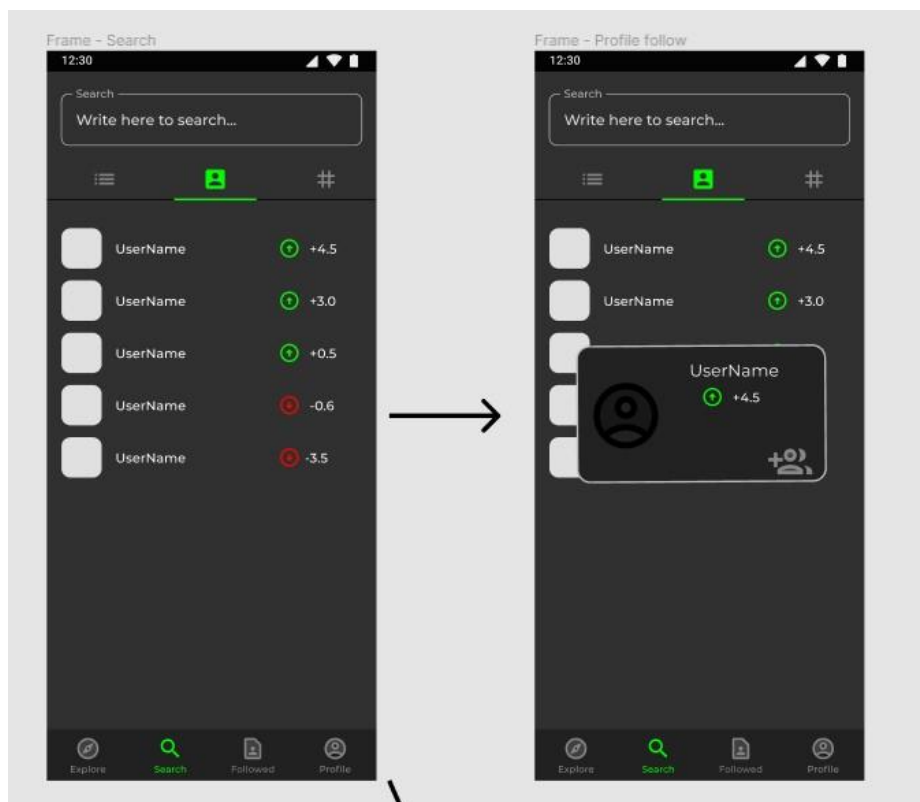 Frame - Search
12:30
Search
Write here to search...
UserName +4.5
UserName +3.0
UserName +0.5
UserName -0.6
UserName -3.5
Explore Search Followed Profile
Frame - Profile follow
12:30
Search
Write here to search...
UserName +4.5
UserName +3.0
UserName
+4.5
Explore Search Followed Profile